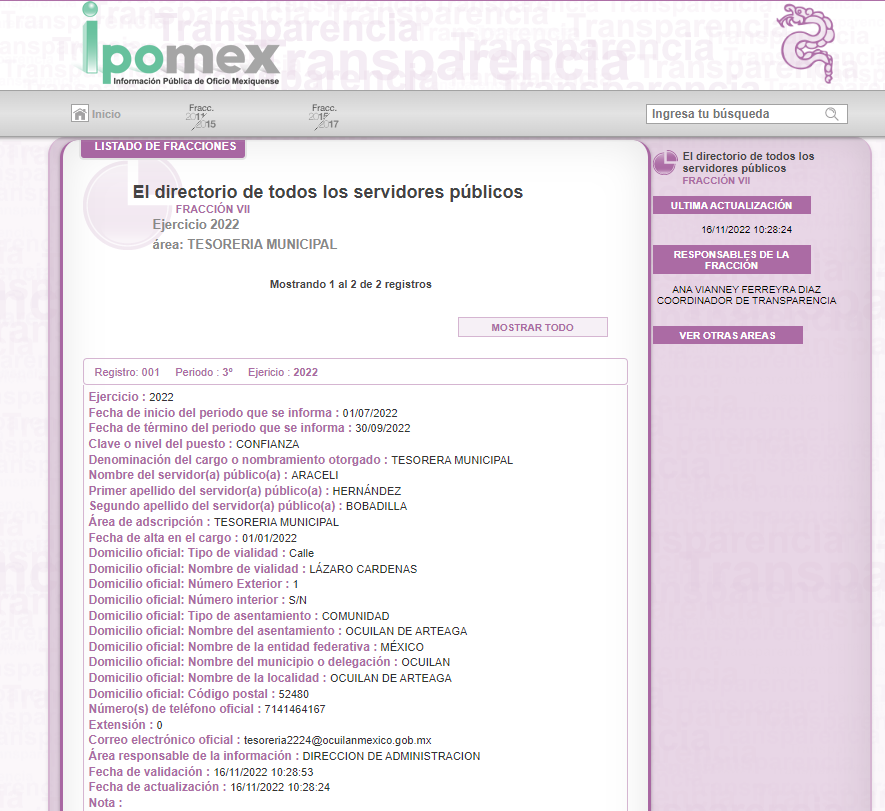 ipomex
Información Pública de Oficio Mexiquense
Inicio
Fracc.
2015
Fracc.
2017
Ingresa tu búsqueda
LISTADO DE FRACCIONES
El directorio de todos los servidores públicos
FRACCIÓN VII
Ejercicio 2022
área: TESORERIA MUNICIPAL
Mostrando 1 al 2 de 2 registros
MOSTRAR TODO
Registro: 001 Periodo : 3º Ejericio : 2022
Ejercicio : 2022
Fecha de inicio del periodo que se informa : 01/07/2022
Fecha de término del periodo que se informa : 30/09/2022
Clave o nivel del puesto : CONFIANZA
Denominación del cargo o nombramiento otorgado : TESORERA MUNICIPAL
Nombre del servidor(a) público(a) : ARACELI
Primer apellido del servidor(a) público(a) : HERNÁNDEZ
Segundo apellido del servidor(a) público(a) : BOBADILLA
Área de adscripción : TESORERIA MUNICIPAL
Fecha de alta en el cargo : 01/01/2022
Domicilio oficial: Tipo de vialidad : Calle
Domicilio oficial: Nombre de vialidad : LÁZARO CARDENAS
Domicilio oficial: Número Exterior : 1
Domicilio oficial: Número interior : S/N
Domicilio oficial: Tipo de asentamiento : COMUNIDAD
Domicilio oficial: Nombre del asentamiento : OCUILAN DE ARTEAGA
Domicilio oficial: Nombre de la entidad federativa : MÉXICO
Domicilio oficial: Nombre del municipio o delegación : OCUILAN
Domicilio oficial: Nombre de la localidad : OCUILAN DE ARTEAGA
Domicilio oficial: Código postal : 52480
Número(s) de teléfono oficial : 7141464167
Extensión : 0
Correo electrónico oficial : tesoreria2224@ocuilanmexico.gob.mx
Área responsable de la información : DIRECCION DE ADMINISTRACION
Fecha de validación : 16/11/2022 10:28:53
Fecha de actualización : 16/11/2022 10:28:24
Nota :
El directorio de todos los
servidores públicos
FRACCIÓN VII
ULTIMA ACTUALIZACIÓN
16/11/2022 10:28:24
RESPONSABLES DE LA
FRACCIÓN
ANA VIANNEY FERREYRA DIAZ
COORDINADOR DE TRANSPARENCIA
VER OTRAS AREAS